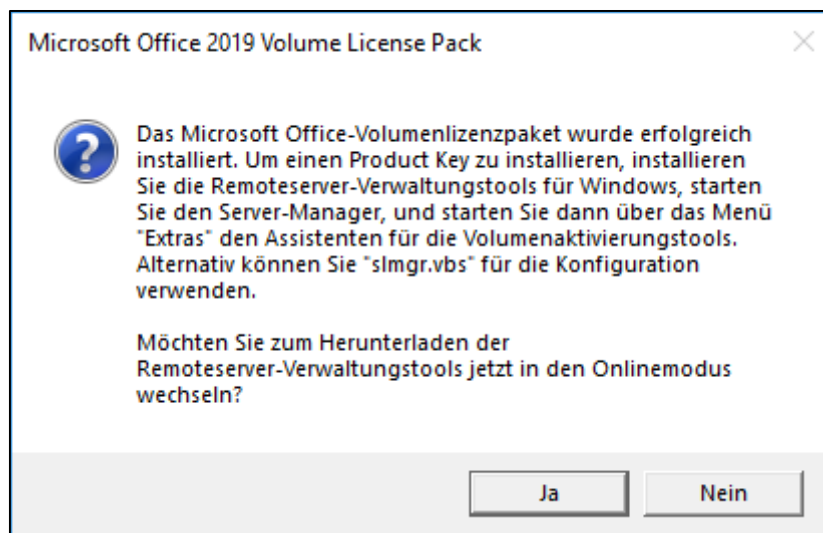 Microsoft Office 2019 Volume License Pack
Das Microsoft Office-Volumenlizenzpaket wurde erfolgreich
installiert. Um einen Product Key zu installieren, installieren
Sie die Remoteserver-Verwaltungstools für Windows, starten
Sie den Server-Manager, und starten Sie dann über das Menü
"Extras" den Assistenten für die Volumenaktivierungstools.
Alternativ können Sie "slmgr.vbs" für die Konfiguration
verwenden.
Möchten Sie zum Herunterladen der
Remoteserver-Verwaltungstools jetzt in den Onlinemodus
wechseln?
Ja
Nein